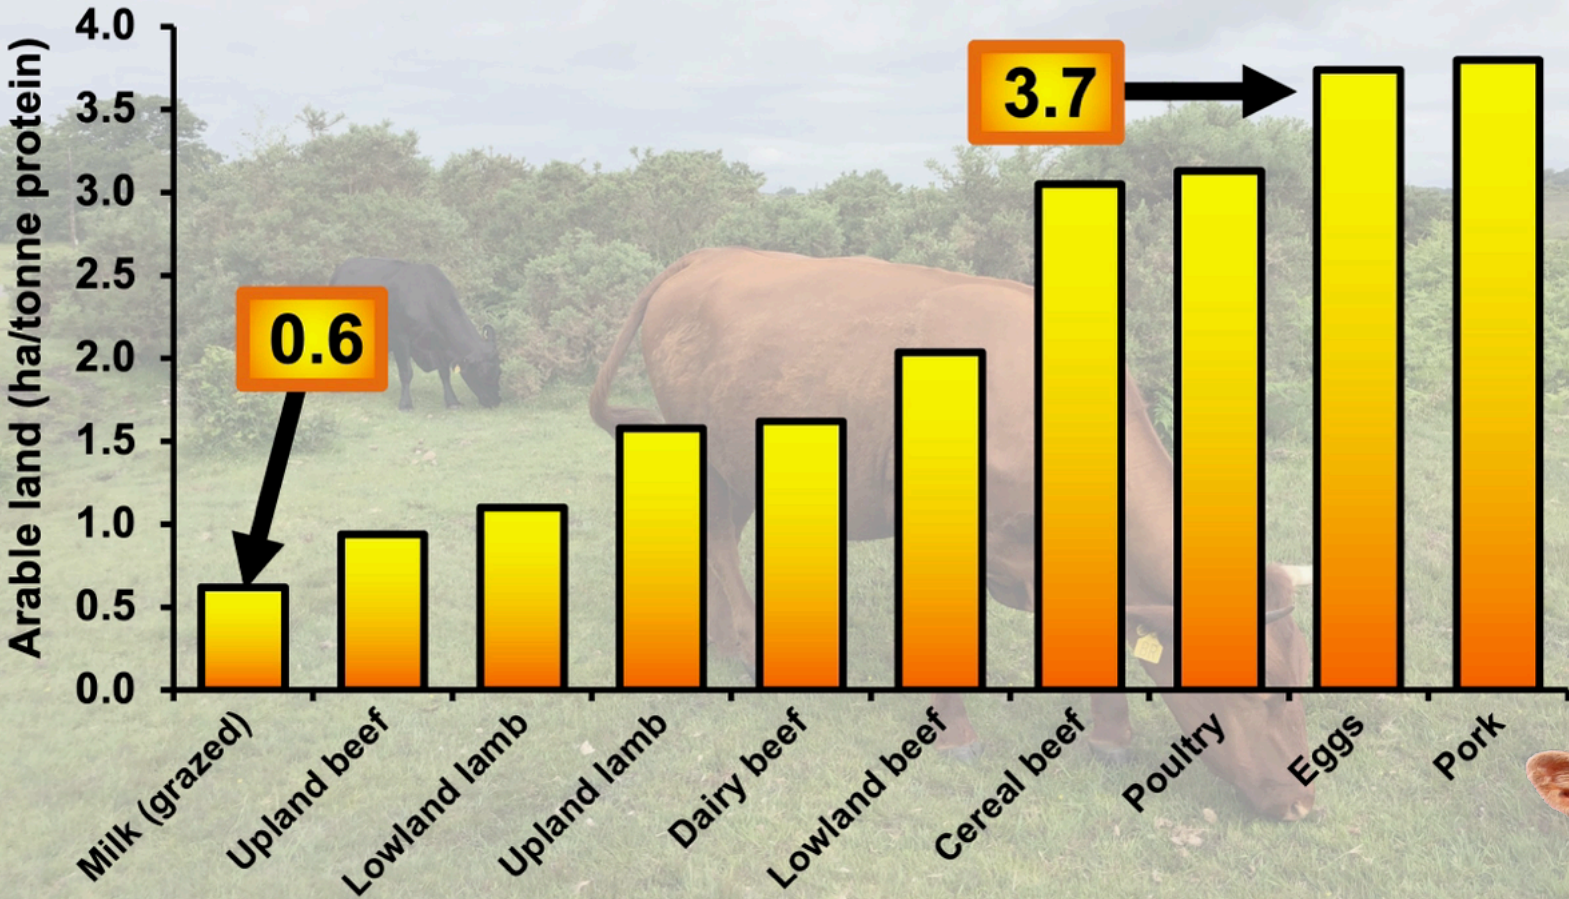 Arable land (ha/tonne protein)
4.0
3.5
3.0
2.5
2.0
1.5
1.0
0.5
0.0
0.6
3.7
Milk (grazed)
Upland beef
Lowland lamb
Upland lamb
Dairy beef
Lowland beef
Cereal beef
Poultry
Eggs
Pork